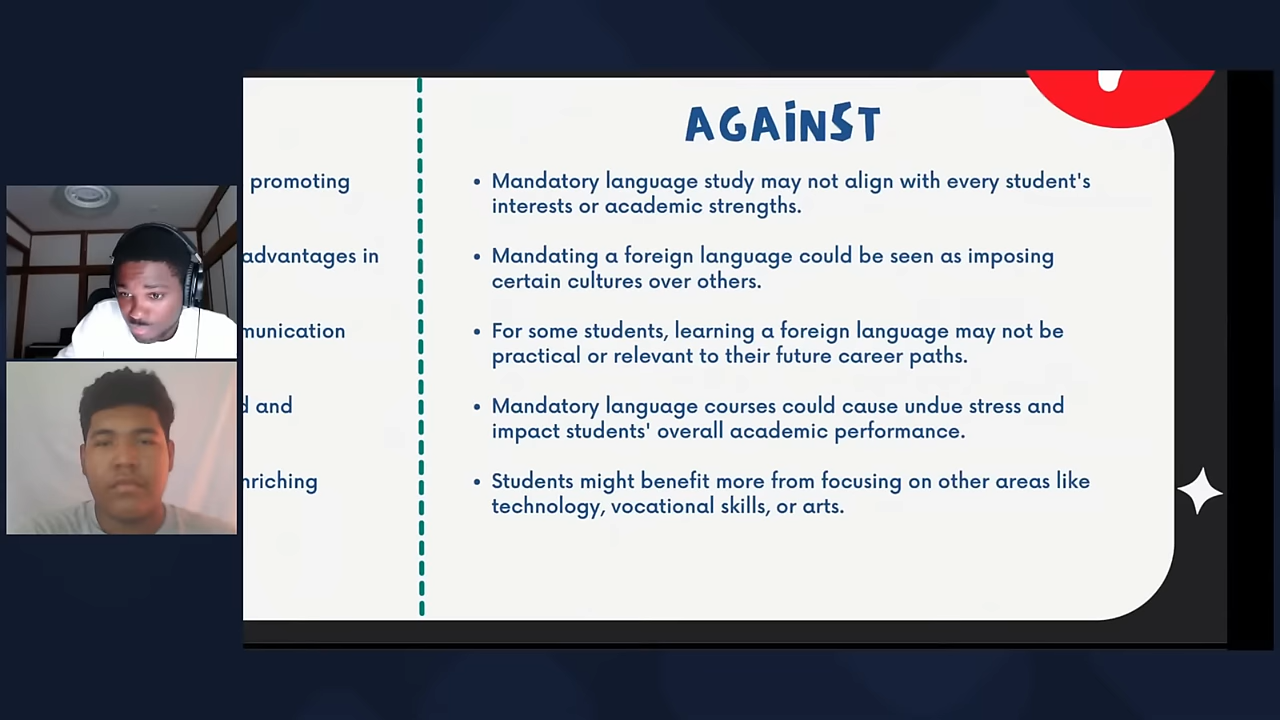 promoting
advantages in
munication
d and
nriching
AGAiNST
• Mandatory language study may not align with every student's
interests or academic strengths.
• Mandating a foreign language could be seen as imposing
certain cultures over others.
• For some students, learning a foreign language may not be
practical or relevant to their future career paths.
• Mandatory language courses could cause undue stress and
impact students' overall academic performance.
• Students might benefit more from focusing on other areas like
technology, vocational skills, or arts.